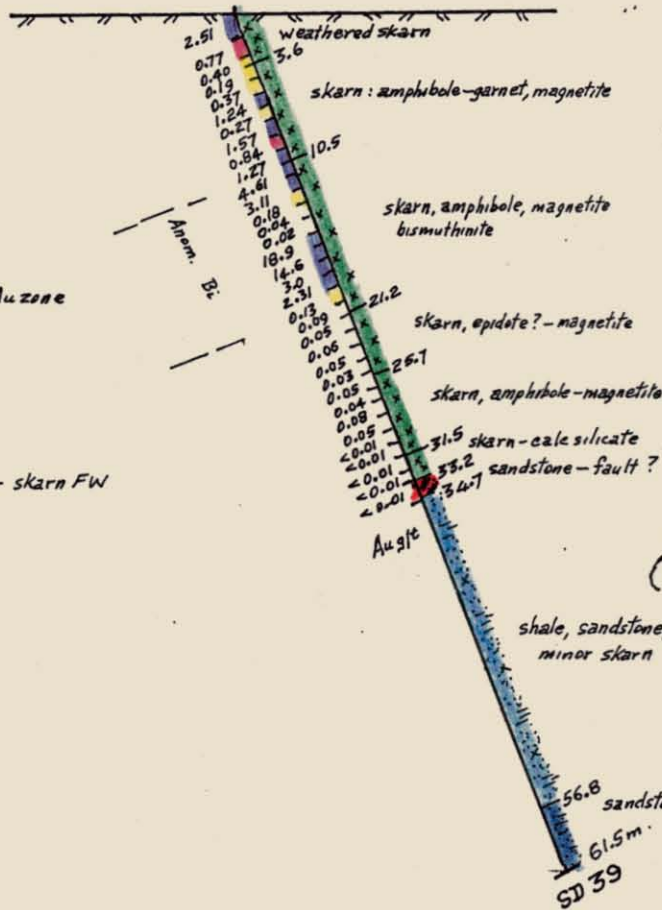 2.51
0.77
0.40
0.19
0.37
1.24
0.27
1.57
0.84
1.27
4.61
3.11
0.18
0.04
0.02
18.9
14.6
3.0
2.31
0.13
0.09
0.05
0.06
0.05
0.03
0.05
0.04
0.08
0.05
<0.01
<0.01
<0.01
<0.01
<0.01
Au g/t
weathered skarn
3.6
skarn: amphibole-garnet, magnetite
10.5
skarn, amphibole, magnetite
bismuthinite
Anom. Bi
Au zone
21.2
skarn, epidote? - magnetite
25.7
skarn, amphibole-magnetite
31.5
skarn-calc silicate
33.2
sandstone - fault ?
34.7
skarn FW
shale, sandstone
minor skarn
56.8
61.5m.
SD 39